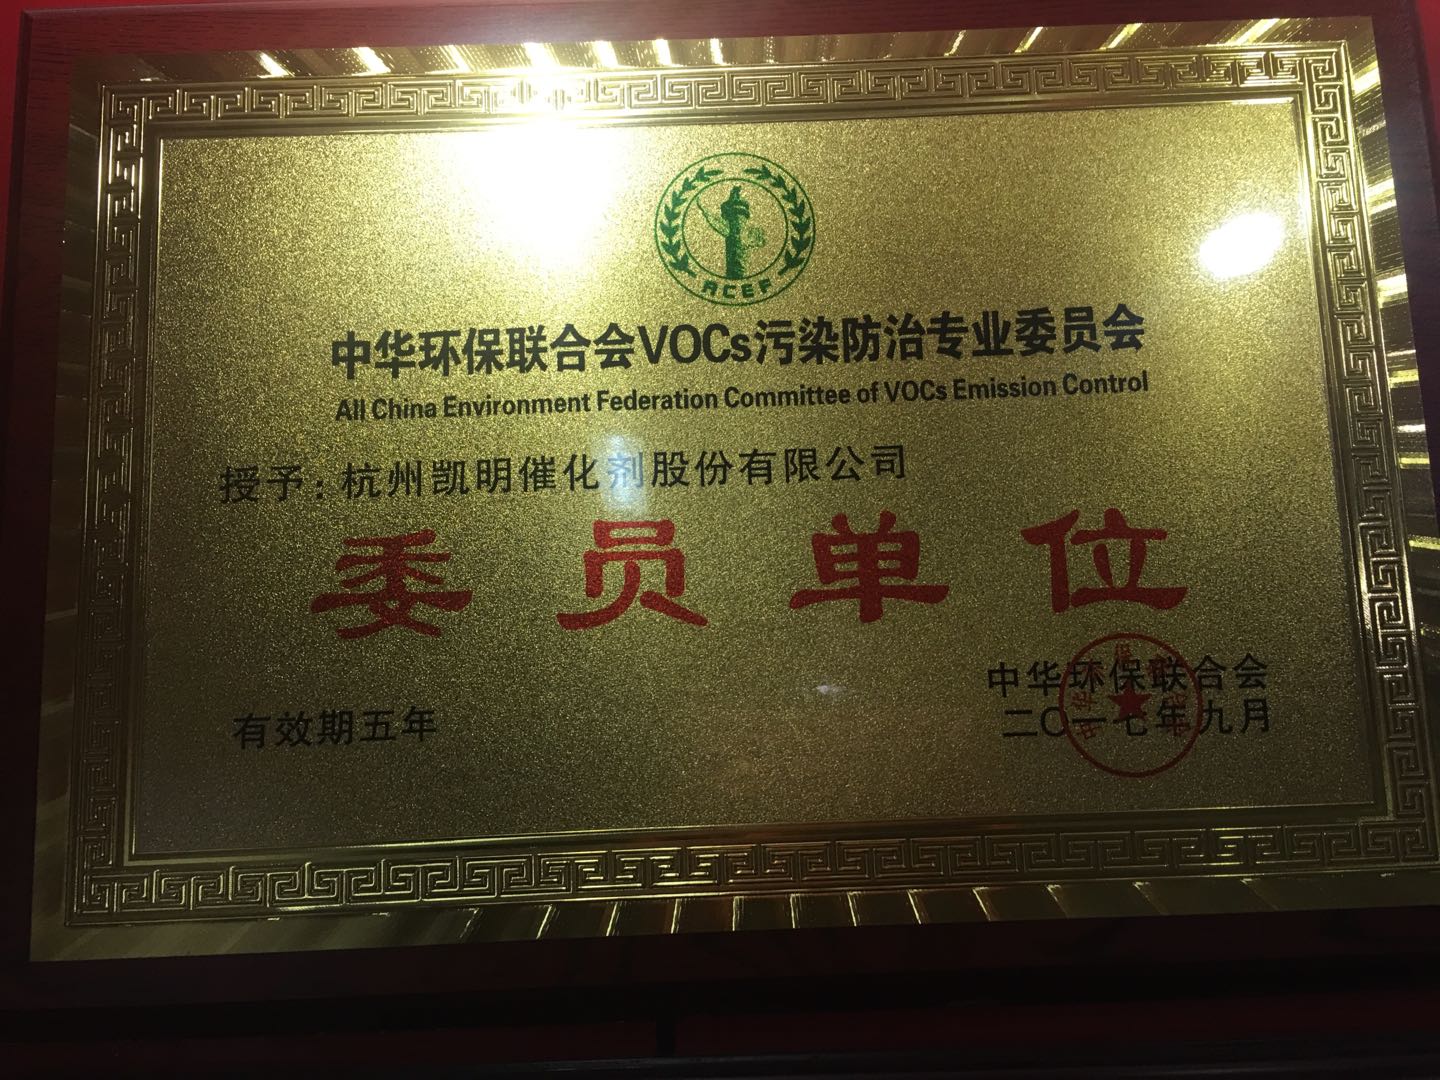 ACEF
中华环保联合会VOCs污染防治专业委员会
All China Environment Federation Committee of VOCs Emission Control
授予：杭州凯明催化剂股份有限公司
委员单位
中华环保联合会
有效期五年
二〇一七年九月